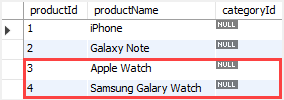 productId productName categoryId
1 iPhone NULL
2 Galaxy Note NULL
3 Apple Watch NULL
4 Samsung Galary Watch NULL